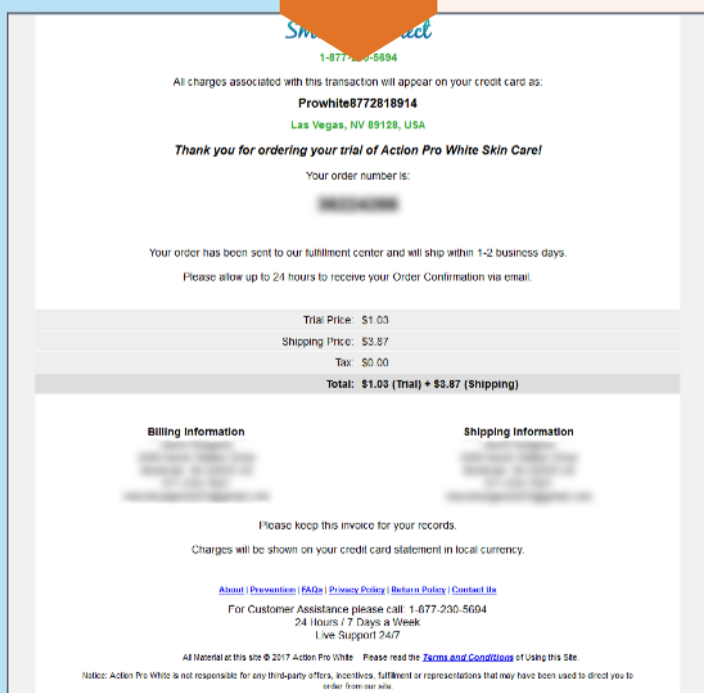 1-877-230-5694
All charges associated with this transaction will appear on your credit card as:
Prowhite8772818914
Las Vegas, NV 89128, USA
Thank you for ordering your trial of Action Pro White Skin Care!
Your order number is:
Your order has been sent to our fulfillment center and will ship within 1-2 business days.
Please allow up to 24 hours to receive your Order Confirmation via email.
Trial Price: $1.03
Shipping Price: $3.87
Tax: $0.00
Total: $1.03 (Trial) + $3.87 (Shipping)
Billing Information
Shipping Information
Please keep this invoice for your records.
Charges will be shown on your credit card statement in local currency.
About | Prevention | FAQs | Privacy Policy | Return Policy | Contact Us
For Customer Assistance please call: 1-877-230-5694
24 Hours / 7 Days a Week
Live Support 24/7
All Material at this site © 2017 Action Pro White Please read the Terms and Conditions of Using this Site.
Notice: Action Pro White is not responsible for any third-party offers, incentives, fulfillment or representations that may have been used to direct you to
order from our site.